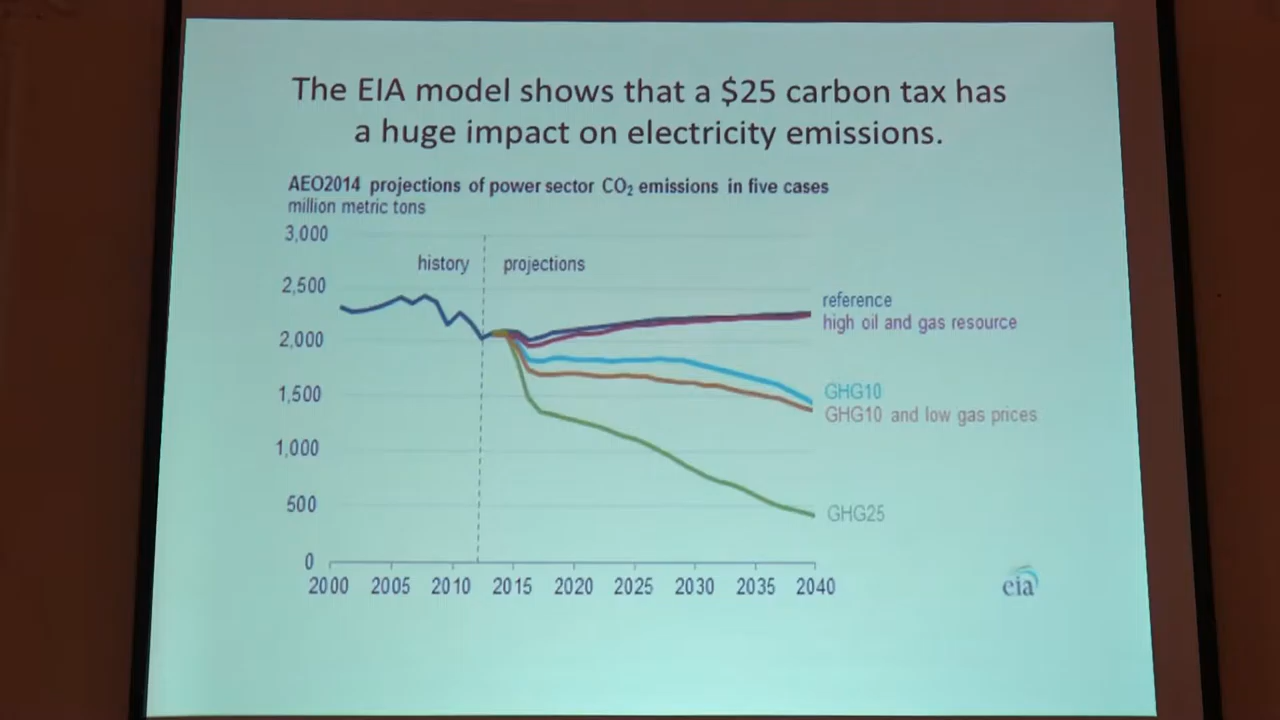 The EIA model shows that a $25 carbon tax has
a huge impact on electricity emissions.
AEO2014 projections of power sector CO₂ emissions in five cases
million metric tons
3,000
history
projections
2,500
reference
high oil and gas resource
2,000
GHG10
1,500
GHG10 and low gas prices
1,000
500
GHG25
0
2000 2005 2010 2015 2020 2025 2030 2035 2040
eia